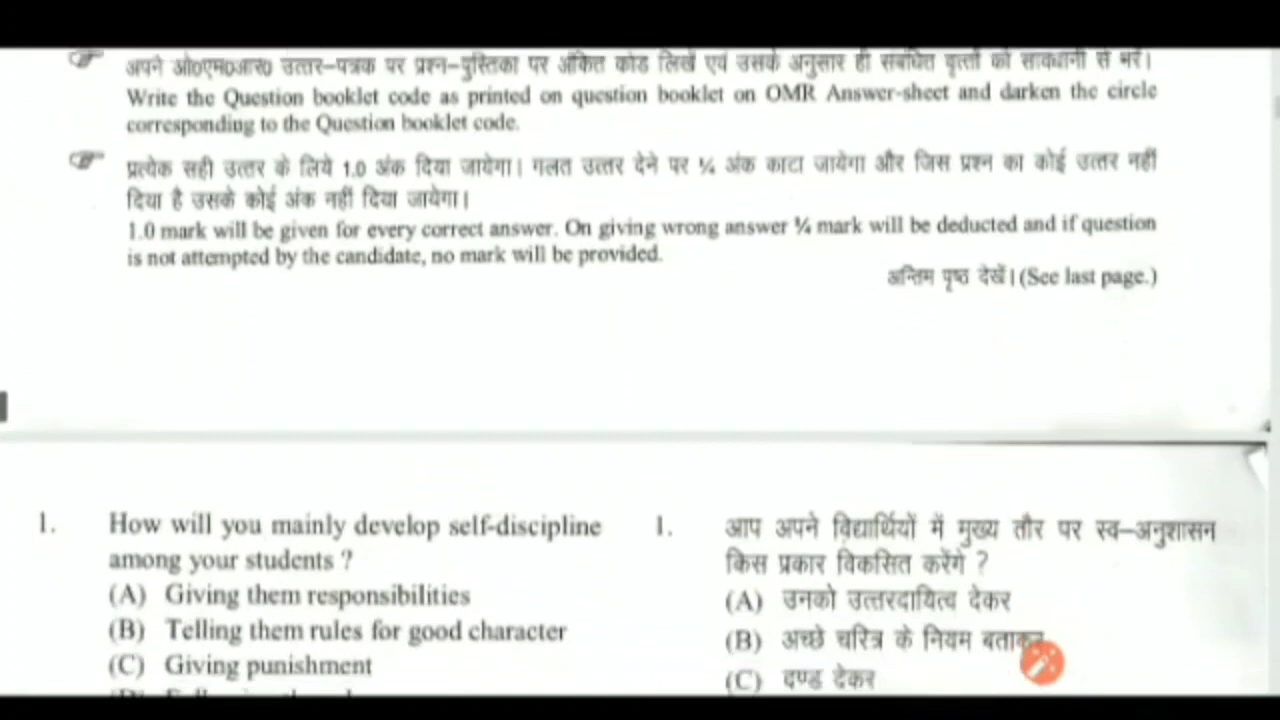 अपने ओ०एम०आर० उत्तर-पत्रक पर प्रश्न-पुस्तिका पर अंकित कोड लिखें एवं उसके अनुसार ही संबंधित वृत्तों को सावधानी से भरें।
Write the Question booklet code as printed on question booklet on OMR Answer-sheet and darken the circle
corresponding to the Question booklet code.
प्रत्येक सही उत्तर के लिये 1.0 अंक दिया जायेगा। गलत उत्तर देने पर ¼ अंक काटा जायेगा और जिस प्रश्न का कोई उत्तर नहीं
दिया है उसके कोई अंक नहीं दिया जायेगा।
1.0 mark will be given for every correct answer. On giving wrong answer ¼ mark will be deducted and if question
is not attempted by the candidate, no mark will be provided.
अन्तिम पृष्ठ देखें। (See last page.)
1. How will you mainly develop self-discipline
among your students ?
(A) Giving them responsibilities
(B) Telling them rules for good character
(C) Giving punishment
1. आप अपने विद्यार्थियों में मुख्य तौर पर स्व-अनुशासन
किस प्रकार विकसित करेंगे ?
(A) उनको उत्तरदायित्व देकर
(B) अच्छे चरित्र के नियम बताकर
(C) दण्ड देकर